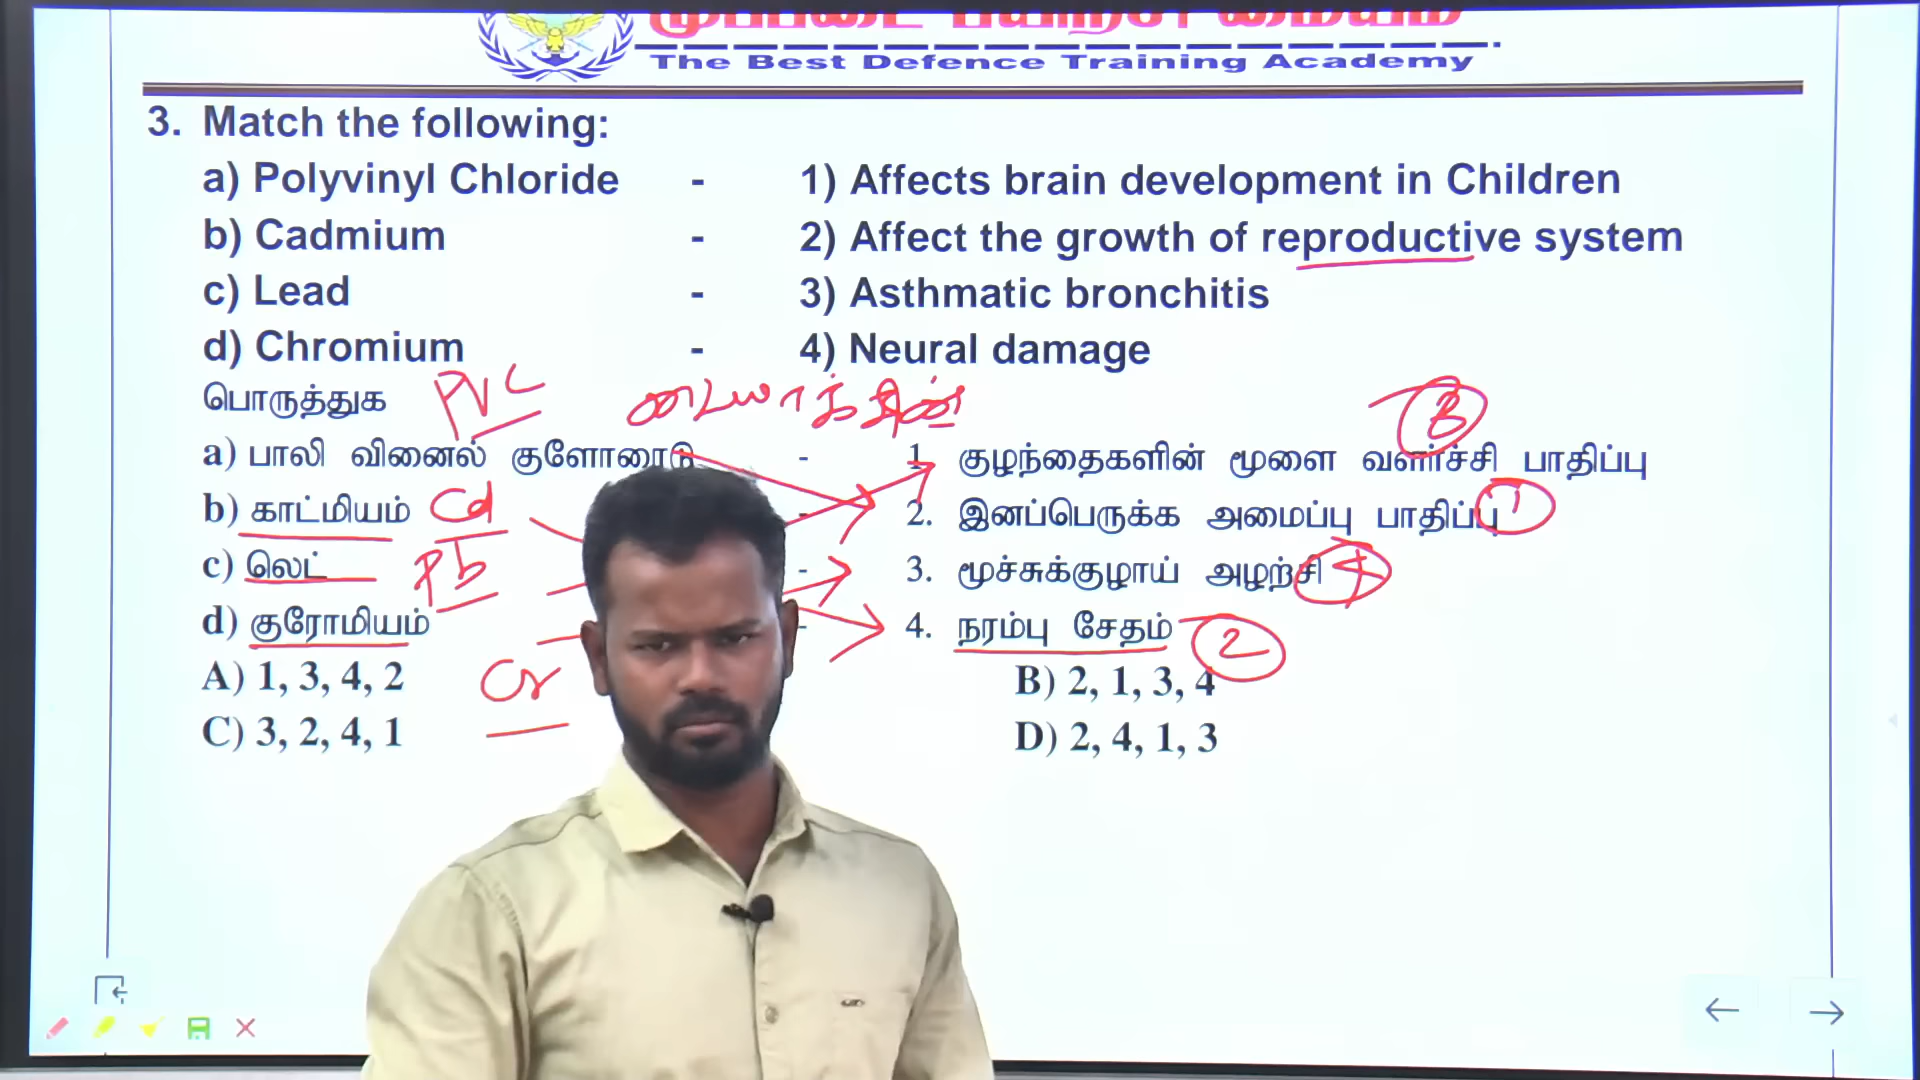 The Best Defence Training Academy
3. Match the following:
a) Polyvinyl Chloride - 1) Affects brain development in Children
b) Cadmium - 2) Affect the growth of reproductive system
c) Lead - 3) Asthmatic bronchitis
d) Chromium - 4) Neural damage
பொருத்துக PVC
a) பாலி வினைல் குளோரைடு - 1. குழந்தைகளின் மூளை வளர்ச்சி பாதிப்பு
b) காட்மியம் Cd - 2. இனப்பெருக்க அமைப்பு பாதிப்பு 1
c) லெட் Pb - 3. மூச்சுக்குழாய் அழற்சி 4
d) குரோமியம் - 4. நரம்பு சேதம் 2
Cr
A) 1, 3, 4, 2 B) 2, 1, 3, 4
C) 3, 2, 4, 1 D) 2, 4, 1, 3